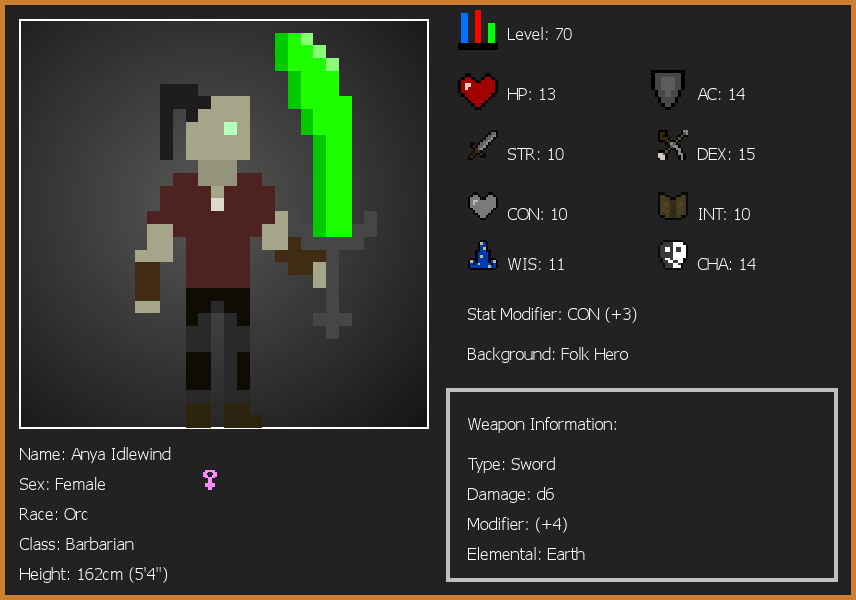 Level: 70
HP: 13
AC: 14
STR: 10
DEX: 15
CON: 10
INT: 10
WIS: 11
CHA: 14
Stat Modifier: CON (+3)
Background: Folk Hero
Weapon Information:
Type: Sword
Damage: d6
Modifier: (+4)
Elemental: Earth
Name: Anya Idlewind
Sex: Female
Race: Orc
Class: Barbarian
Height: 162cm (5'4")